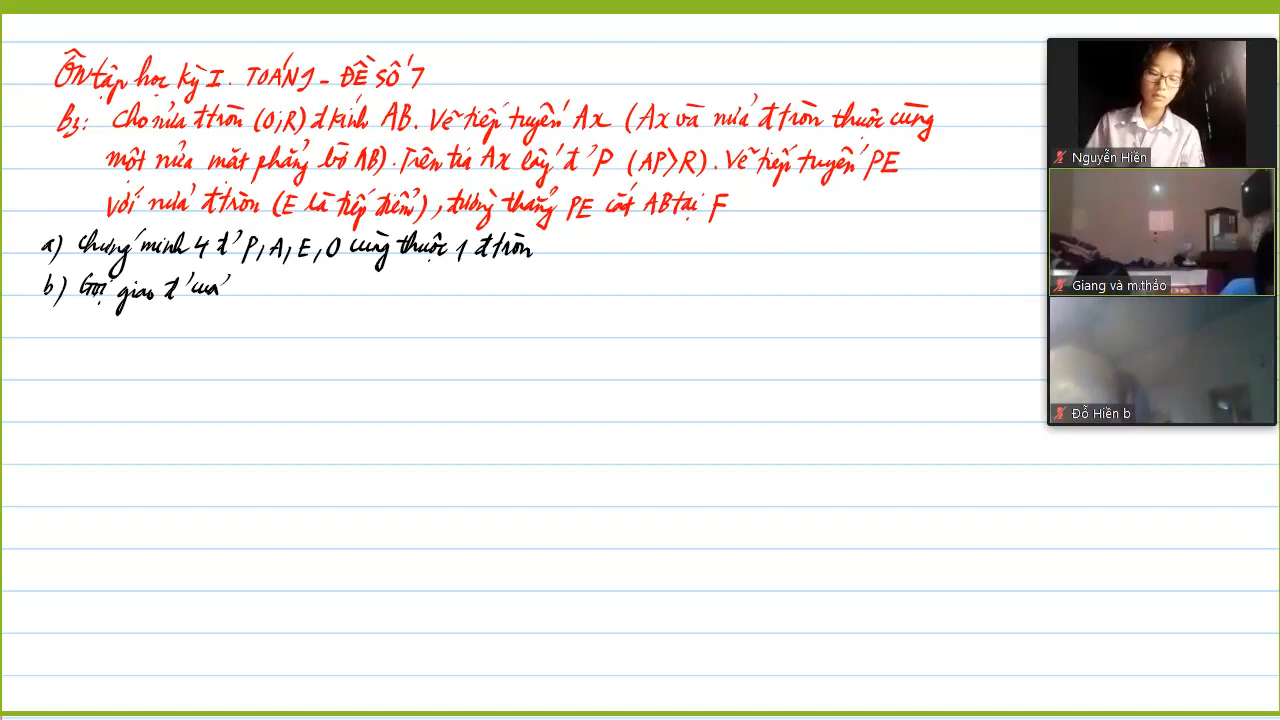 Ôn tập học kỳ I. TOÁN 9 - ĐỀ SỐ 7
b3: Cho nửa đ tròn (O;R) đ kính AB. Vẽ tiếp tuyến Ax (Ax và nửa đ tròn thuộc cùng
một nửa mặt phẳng bờ AB). Trên tia Ax lấy đ' P (AP>R). Vẽ tiếp tuyến PE
với nửa đ tròn (E là tiếp điểm), đường thẳng PE cắt AB tại F
a) Chứng minh 4 đ' P, A, E, O cùng thuộc 1 đ tròn
b) Gọi giao đ' của
Nguyễn Hiền
Giang và m.thảo
Đỗ Hiền b